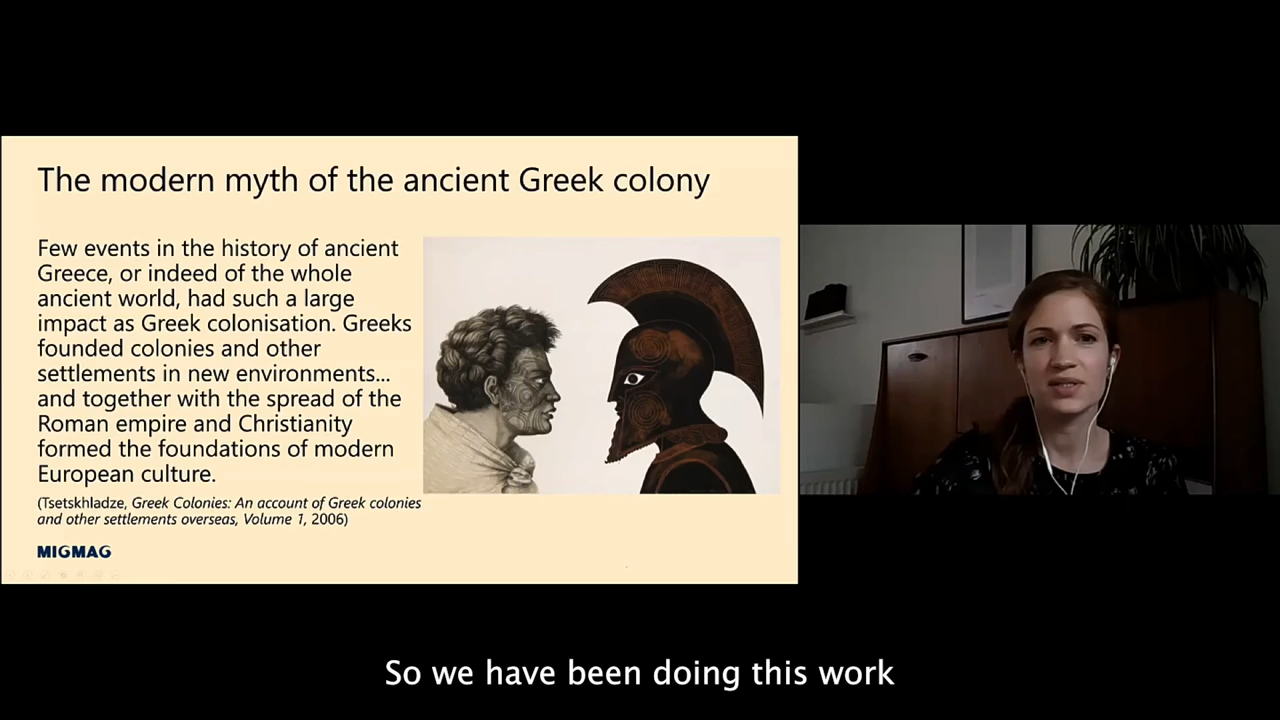 The modern myth of the ancient Greek colony
Few events in the history of ancient
Greece, or indeed of the whole
ancient world, had such a large
impact as Greek colonisation. Greeks
founded colonies and other
settlements in new environments...
and together with the spread of the
Roman empire and Christianity
formed the foundations of modern
European culture.
(Tsetskhladze, Greek Colonies: An account of Greek colonies
and other settlements overseas, Volume 1, 2006)
MIGMAG
So we have been doing this work